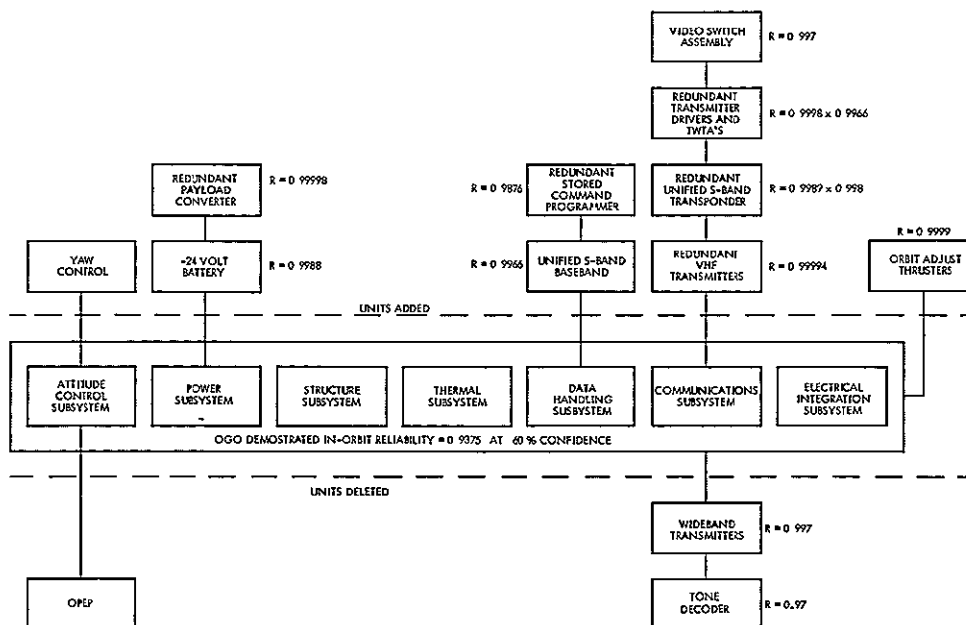 VIDEO SWITCH
ASSEMBLY
R = 0 997
REDUNDANT
TRANSMITTER
DRIVERS AND
TWTA'S
R = 0 9998 x 0 9966
REDUNDANT
PAYLOAD
CONVERTER
R = 0 99998
R = 0 9876
REDUNDANT
STORED
COMMAND
PROGRAMMER
REDUNDANT
UNIFIED S-BAND
TRANSPONDER
R = 0 9989 x 0 998
YAW
CONTROL
-24 VOLT
BATTERY
R = 0 9988
R = 0 9966
UNIFIED S-BAND
BASEBAND
REDUNDANT
VHF
TRANSMITTERS
R = 0 99994
R = 0 9999
ORBIT ADJUST
THRUSTERS
UNITS ADDED
ATTITUDE
CONTROL
SUBSYSTEM
POWER
SUBSYSTEM
STRUCTURE
SUBSYSTEM
THERMAL
SUBSYSTEM
DATA
HANDLING
SUSBYSTEM
COMMUNICATIONS
SUBSYSTEM
ELECTRICAL
INTEGRATION
SUBSYSTEM
OGO DEMOSTRATED IN-ORBIT RELIABILITY = 0 9375 AT 60 % CONFIDENCE
UNITS DELETED
WIDEBAND
TRANSMITTERS
R = 0 997
OPEP
TONE
DECODER
R = 0.97